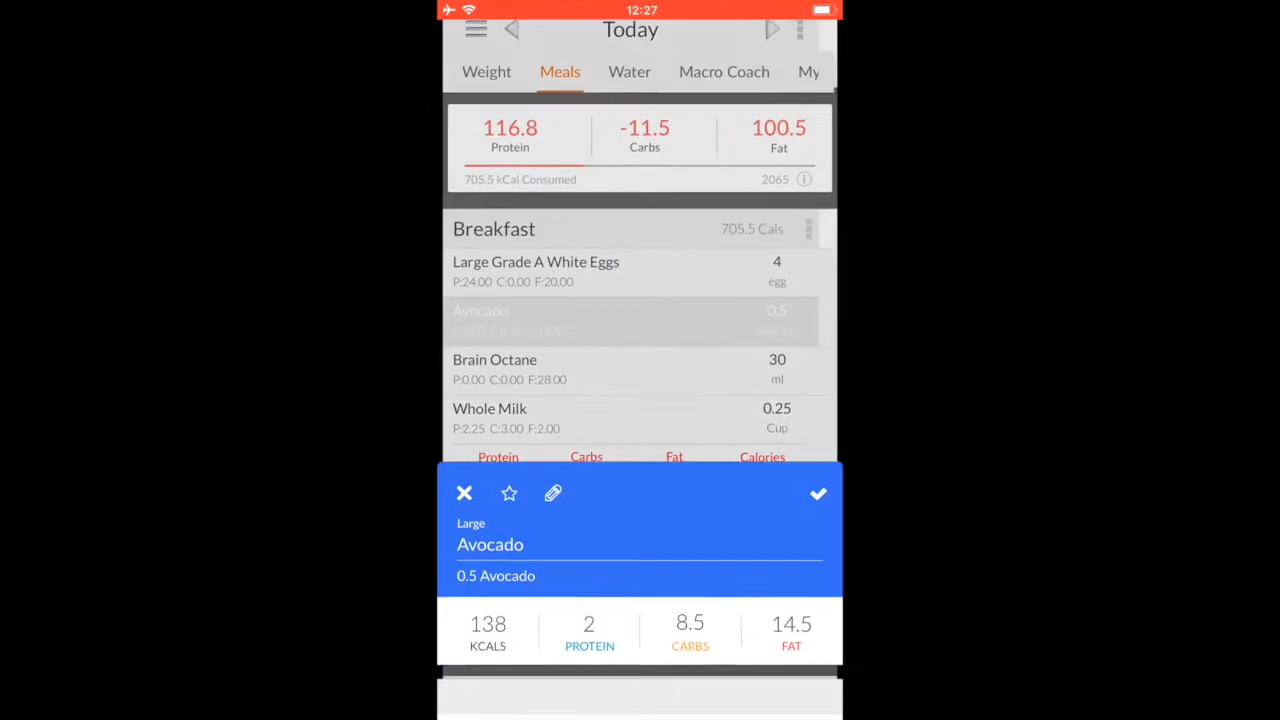 12:27
Today
Weight Meals Water Macro Coach My
116.8 -11.5 100.5
Protein Carbs Fat
705.5 kCal Consumed 2065
Breakfast 705.5 Cals
Large Grade A White Eggs 4
P:24.00 C:0.00 F:20.00 egg
Avocado 0.5
Brain Octane 30
P:0.00 C:0.00 F:28.00 ml
Whole Milk 0.25
P:2.25 C:3.00 F:2.00 Cup
Protein Carbs Fat Calories
Large
Avocado
0.5 Avocado
138 2 8.5 14.5
KCALS PROTEIN CARBS FAT